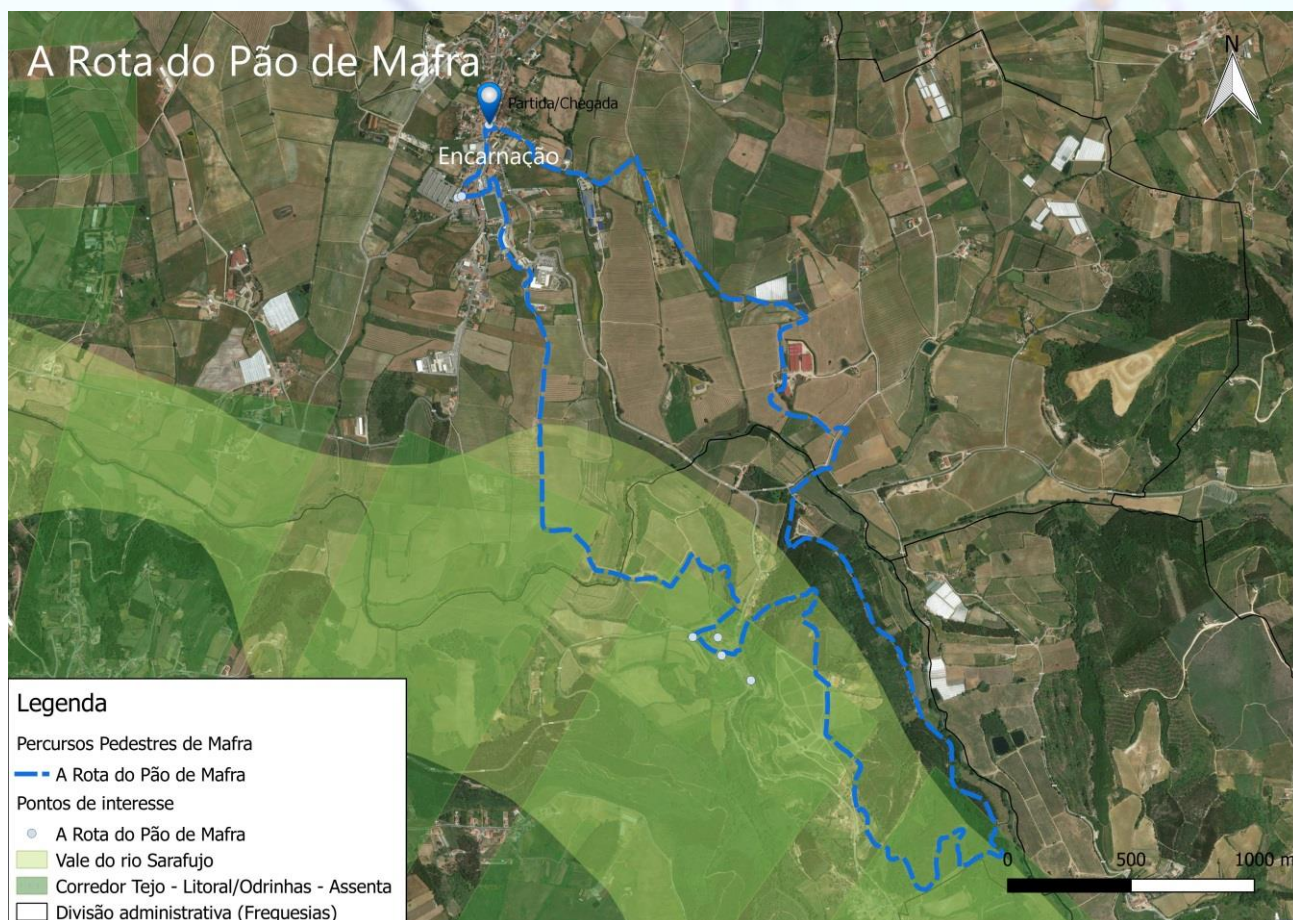 A Rota do Pão de Mafra
N
Partida/Chegada
Encarnação
Legenda
Percursos Pedestres de Mafra
A Rota do Pão de Mafra
Pontos de interesse
A Rota do Pão de Mafra
Vale do rio Sarafujo
Corredor Tejo - Litoral/Odrinhas - Assenta
Divisão administrativa (Freguesias)
0 500 1000 m